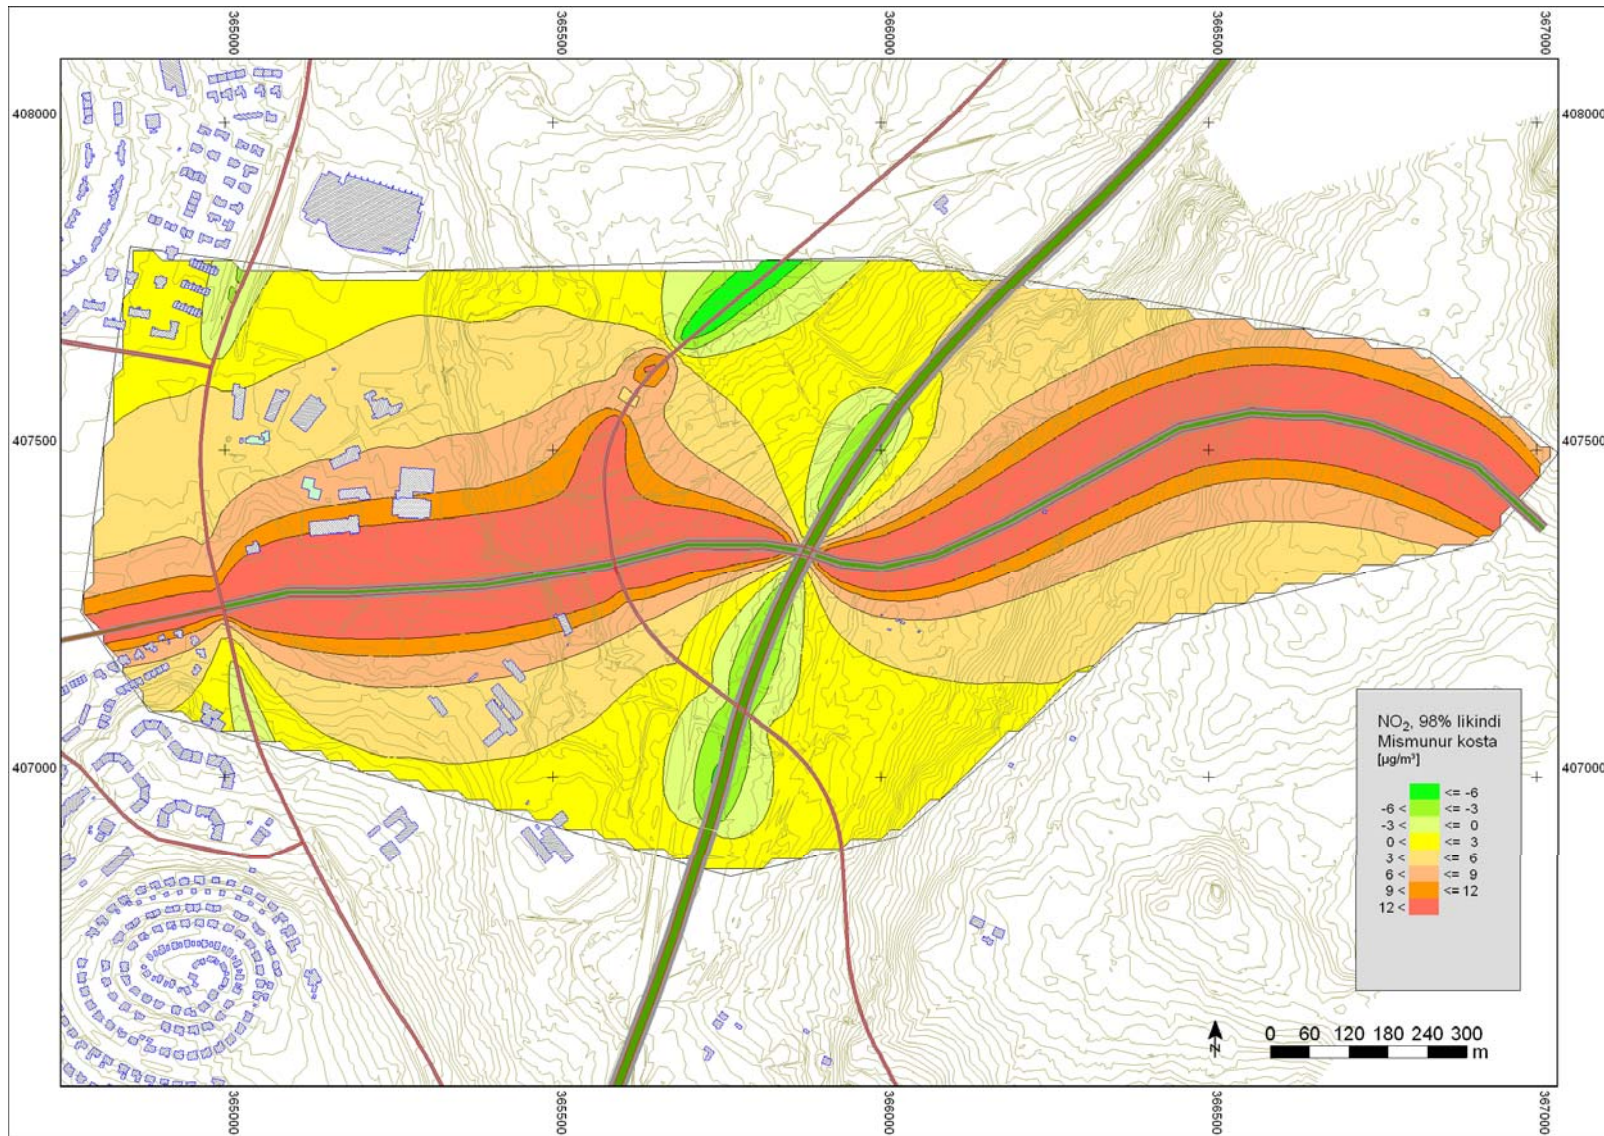 365000 365500 366000 366500 367000
408000 408000
407500 407500
407000 407000
NO₂, 98% likindi
Mismunur kosta
[µg/m³]
<= -6
-6 < <= -3
-3 < <= 0
0 < <= 3
3 < <= 6
6 < <= 9
9 < <= 12
12 <
N
0 60 120 180 240 300
m
365000 365500 366000 366500 367000